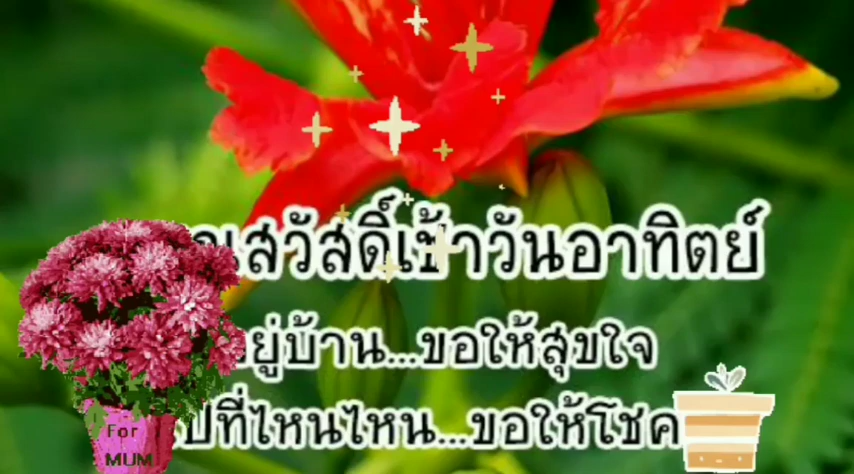 ณสวัสดิ์เช้าวันอาทิตย์
อยู่บ้าน...ขอให้สุขใจ
ปที่ไหนไหน...ขอให้โชค
For
MUM